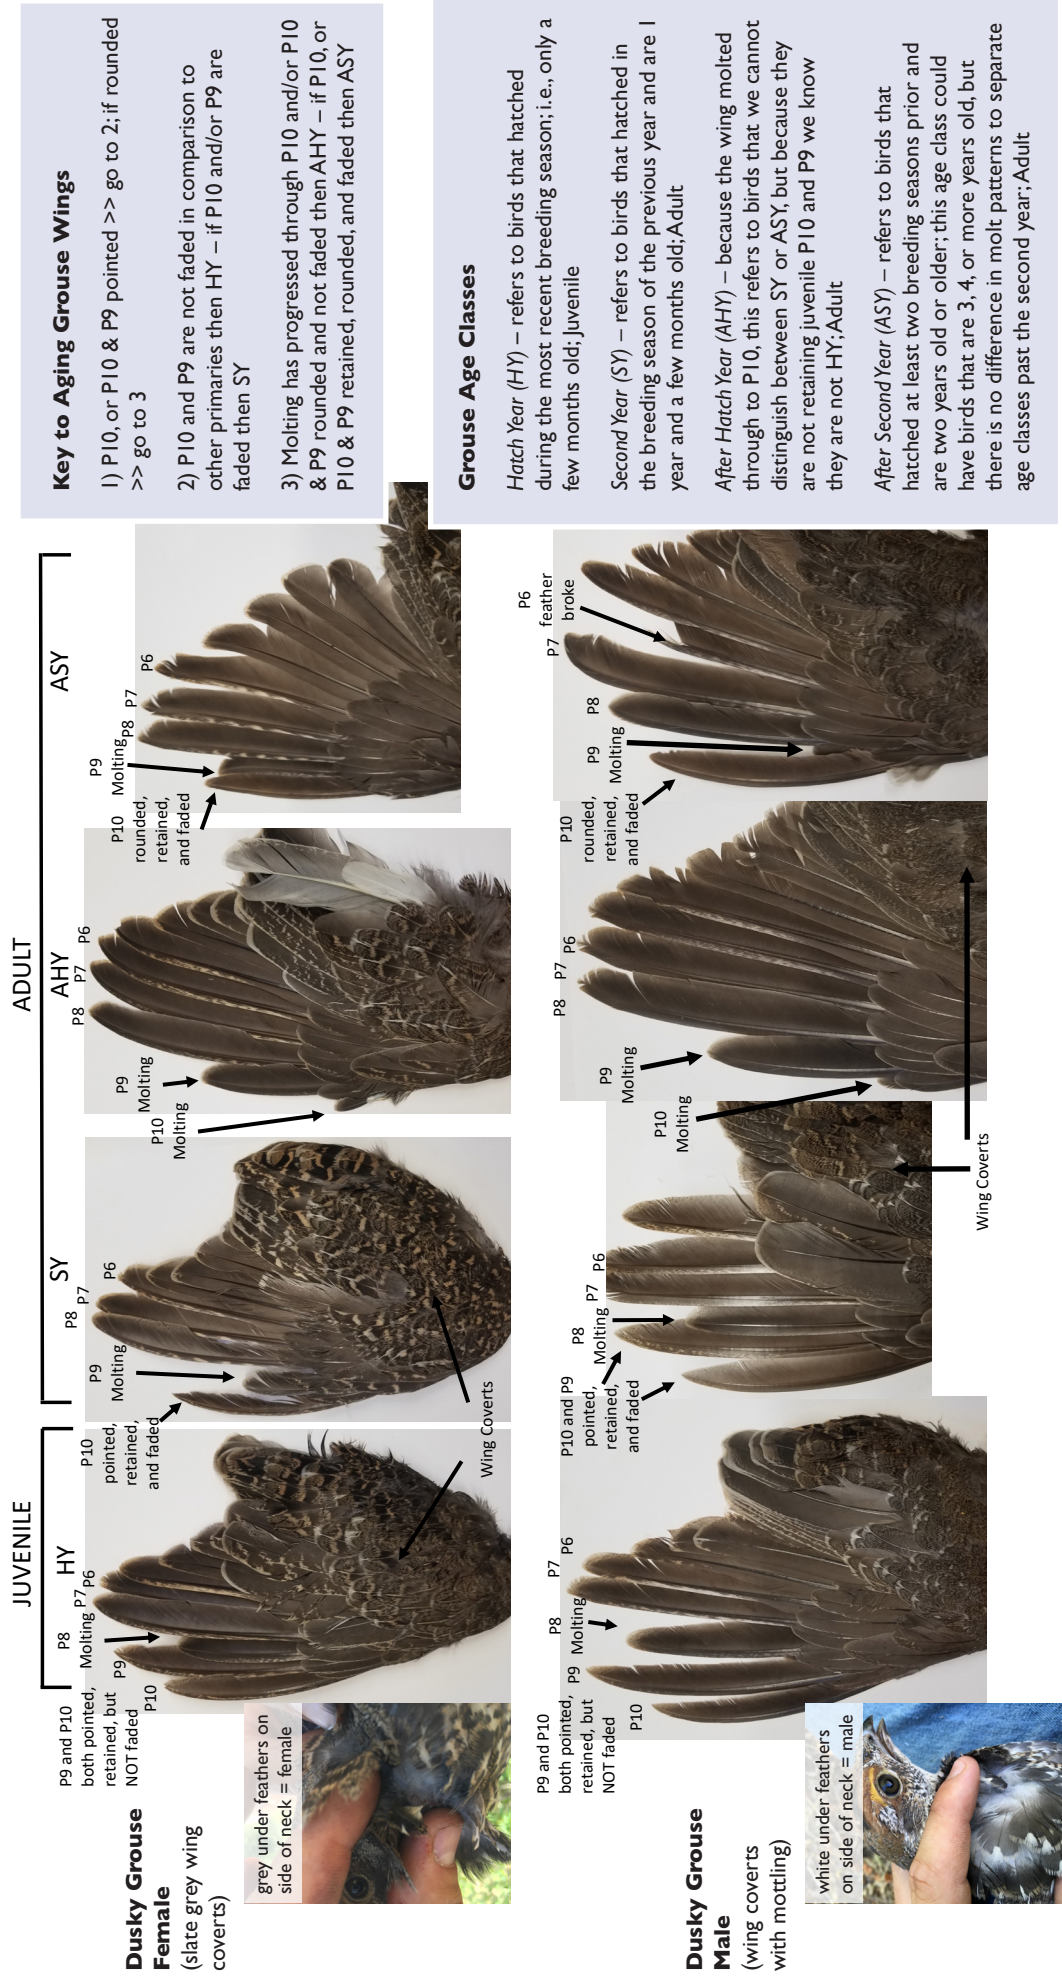 JUVENILE
ADULT
HY
SY
AHY
ASY
Dusky Grouse
Female
(slate grey wing
coverts)
grey under feathers on
side of neck = female
P9 and P10
both pointed,
retained, but
NOT faded
P10
P9
P8
Molting
P7
P6
P10
pointed,
retained,
and faded
P9
Molting
P8
P7
P6
Wing Coverts
P10
Molting
P9
Molting
P8
P7
P6
P10
rounded,
retained,
and faded
P9
Molting
P8
P7
P6
Dusky Grouse
Male
(wing coverts
with mottling)
white under feathers
on side of neck = male
P9 and P10
both pointed,
retained, but
NOT faded
P10
P9
P8
Molting
P7
P6
P10 and P9
pointed,
retained,
and faded
P8
Molting
P7
P6
Wing Coverts
P10
Molting
P9
Molting
P8
P7
P6
P10
rounded,
retained,
and faded
P9
Molting
P8
P7
P6
feather
broke
Key to Aging Grouse Wings
1) P10, or P10 & P9 pointed >> go to 2; if rounded
>> go to 3
2) P10 and P9 are not faded in comparison to
other primaries then HY – if P10 and/or P9 are
faded then SY
3) Molting has progressed through P10 and/or P10
& P9 rounded and not faded then AHY – if P10, or
P10 & P9 retained, rounded, and faded then ASY
Grouse Age Classes
Hatch Year (HY) – refers to birds that hatched
during the most recent breeding season; i.e., only a
few months old; Juvenile
Second Year (SY) – refers to birds that hatched in
the breeding season of the previous year and are 1
year and a few months old; Adult
After Hatch Year (AHY) – because the wing molted
through to P10, this refers to birds that we cannot
distinguish between SY or ASY, but because they
are not retaining juvenile P10 and P9 we know
they are not HY; Adult
After Second Year (ASY) – refers to birds that
hatched at least two breeding seasons prior and
are two years old or older; this age class could
have birds that are 3, 4, or more years old, but
there is no difference in molt patterns to separate
age classes past the second year; Adult